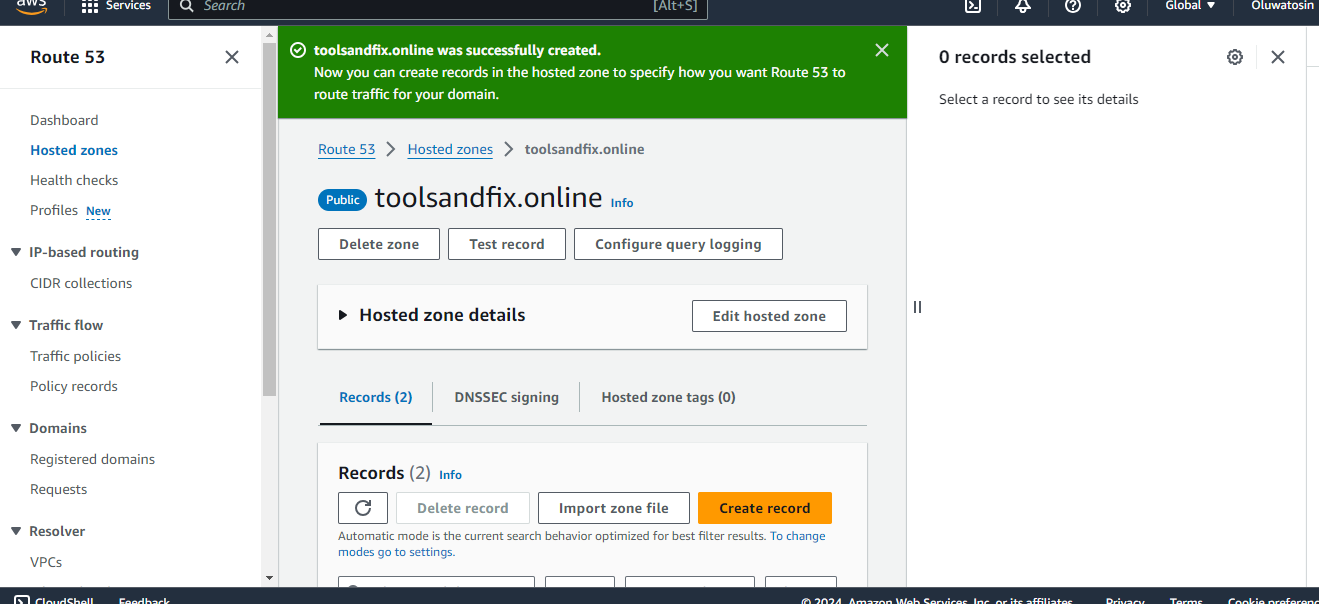 aws
Services
Search
[Alt+S]
Global
Oluwatosin
Route 53
Dashboard
Hosted zones
Health checks
Profiles New
IP-based routing
CIDR collections
Traffic flow
Traffic policies
Policy records
Domains
Registered domains
Requests
Resolver
VPCs
toolsandfix.online was successfully created.
Now you can create records in the hosted zone to specify how you want Route 53 to
route traffic for your domain.
Route 53 Hosted zones toolsandfix.online
Public toolsandfix.online Info
Delete zone Test record Configure query logging
Hosted zone details Edit hosted zone
Records (2) DNSSEC signing Hosted zone tags (0)
Records (2) Info
Delete record Import zone file Create record
Automatic mode is the current search behavior optimized for best filter results. To change
modes go to settings.
0 records selected
Select a record to see its details
CloudShell Feedback © 2024, Amazon Web Services, Inc. or its affiliates. Privacy Terms Cookie preferenc